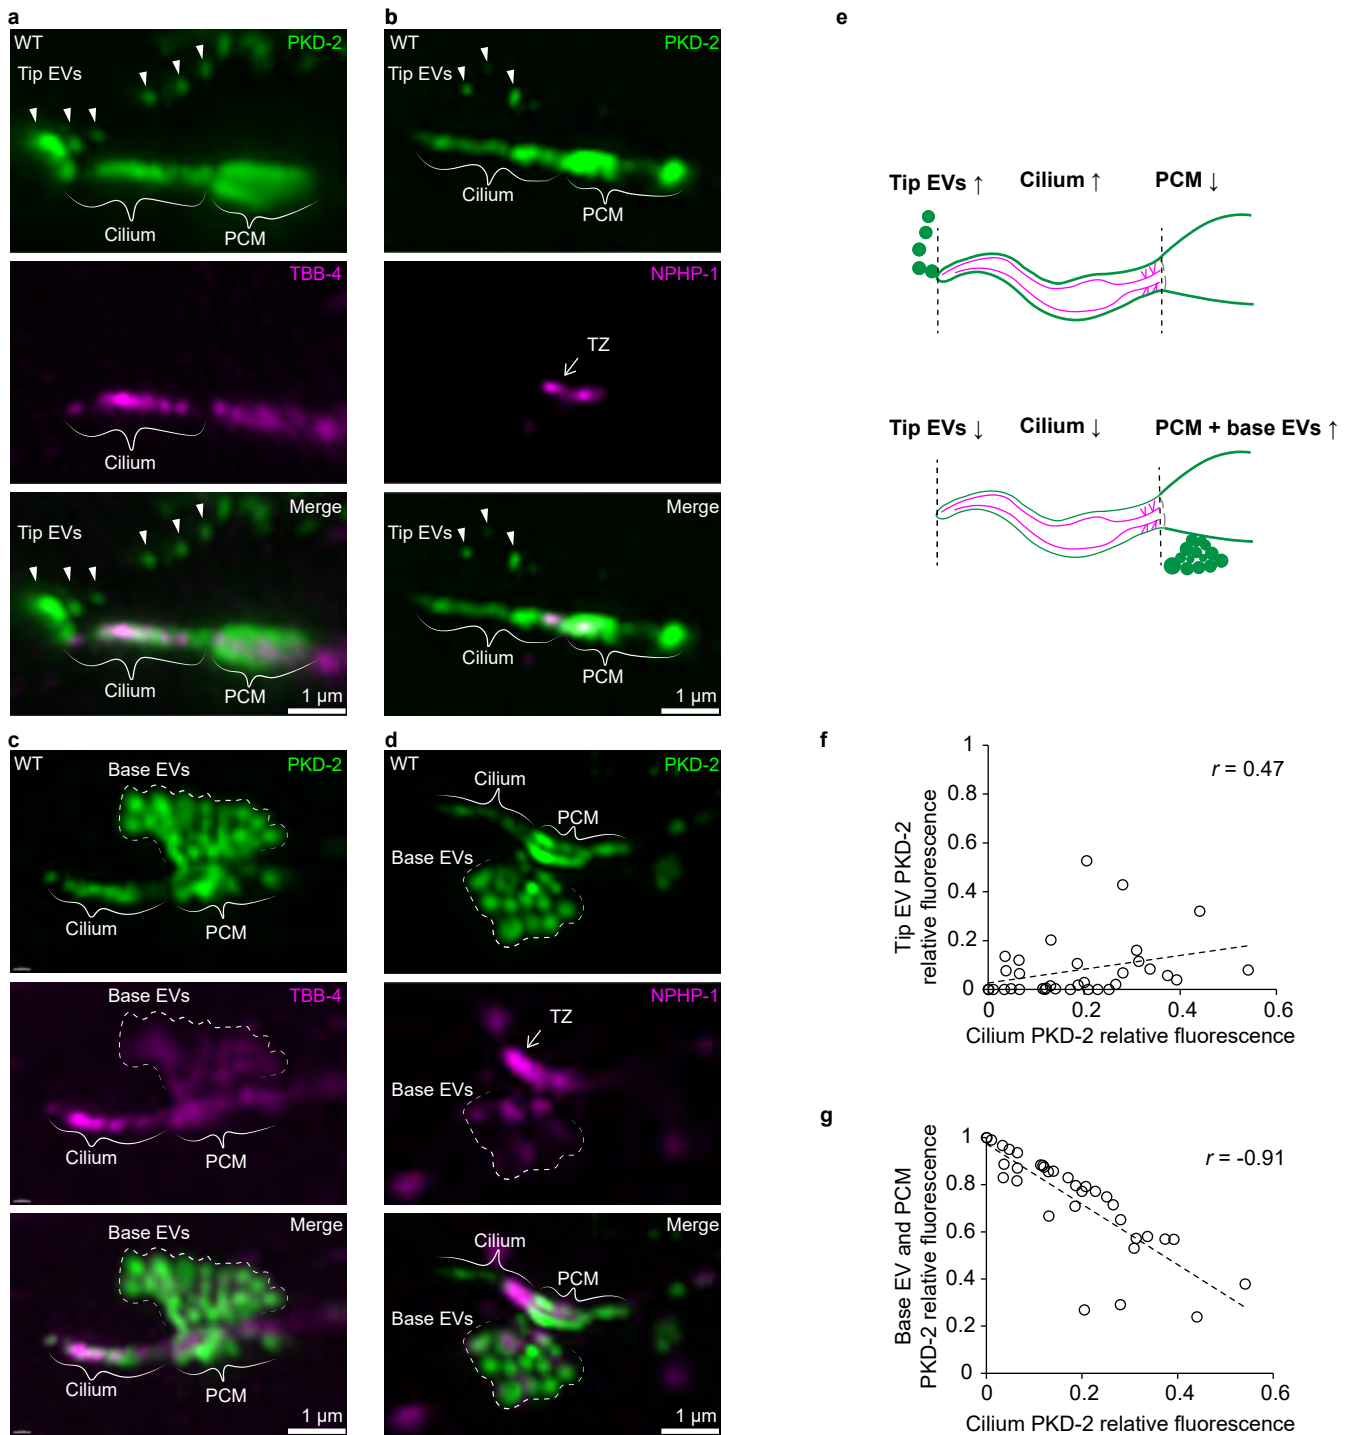 a
WT
PKD-2
Tip EVs
Cilium
PCM
TBB-4
Cilium
Merge
Tip EVs
Cilium
PCM
1 µm
b
WT
PKD-2
Tip EVs
Cilium
PCM
NPHP-1
TZ
Merge
Tip EVs
Cilium
PCM
1 µm
c
WT
PKD-2
Base EVs
Cilium
PCM
TBB-4
Base EVs
Cilium
PCM
Merge
Base EVs
Cilium
PCM
1 µm
d
WT
PKD-2
Cilium
PCM
Base EVs
NPHP-1
TZ
Base EVs
Merge
Cilium
PCM
Base EVs
1 µm
e
Tip EVs ↑ Cilium ↑ PCM ↓
Tip EVs ↓ Cilium ↓ PCM + base EVs ↑
f
Tip EV PKD-2
relative fluorescence
1
0.8
0.6
0.4
0.2
0
r = 0.47
0 0.2 0.4 0.6
Cilium PKD-2 relative fluorescence
g
Base EV and PCM
PKD-2 relative fluorescence
1
0.8
0.6
0.4
0.2
0
r = -0.91
0 0.2 0.4 0.6
Cilium PKD-2 relative fluorescence